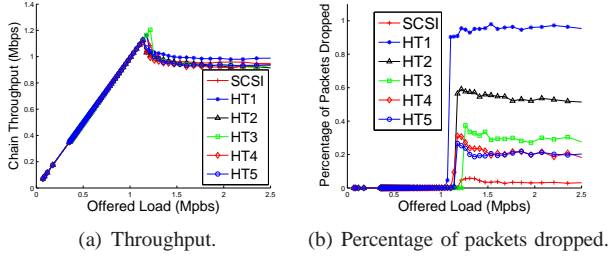 Chain Throughput (Mbps)
1.4
1.2
1
0.8
0.6
0.4
0.2
0
0
0.5
1
1.5
2
2.5
Offered Load (Mpbs)
SCSI
HT1
HT2
HT3
HT4
HT5
(a) Throughput.
Percentage of Packets Dropped
1
0.8
0.6
0.4
0.2
0
0
0.5
1
1.5
2
2.5
Offered Load (Mpbs)
SCSI
HT1
HT2
HT3
HT4
HT5
(b) Percentage of packets dropped.